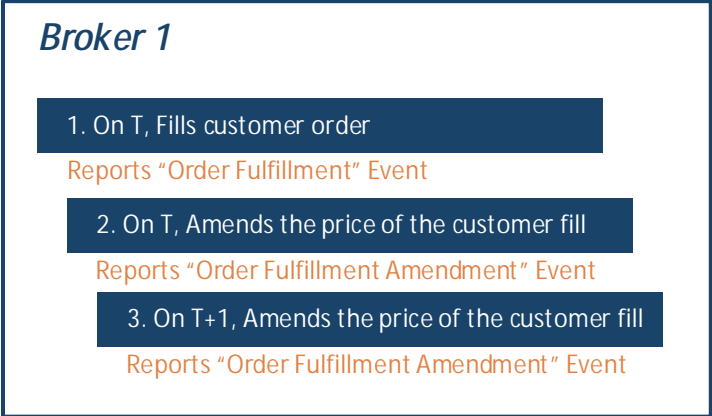 Broker 1
1. On T, Fills customer order
Reports “Order Fulfillment” Event
2. On T, Amends the price of the customer fill
Reports “Order Fulfillment Amendment” Event
3. On T+1, Amends the price of the customer fill
Reports “Order Fulfillment Amendment” Event